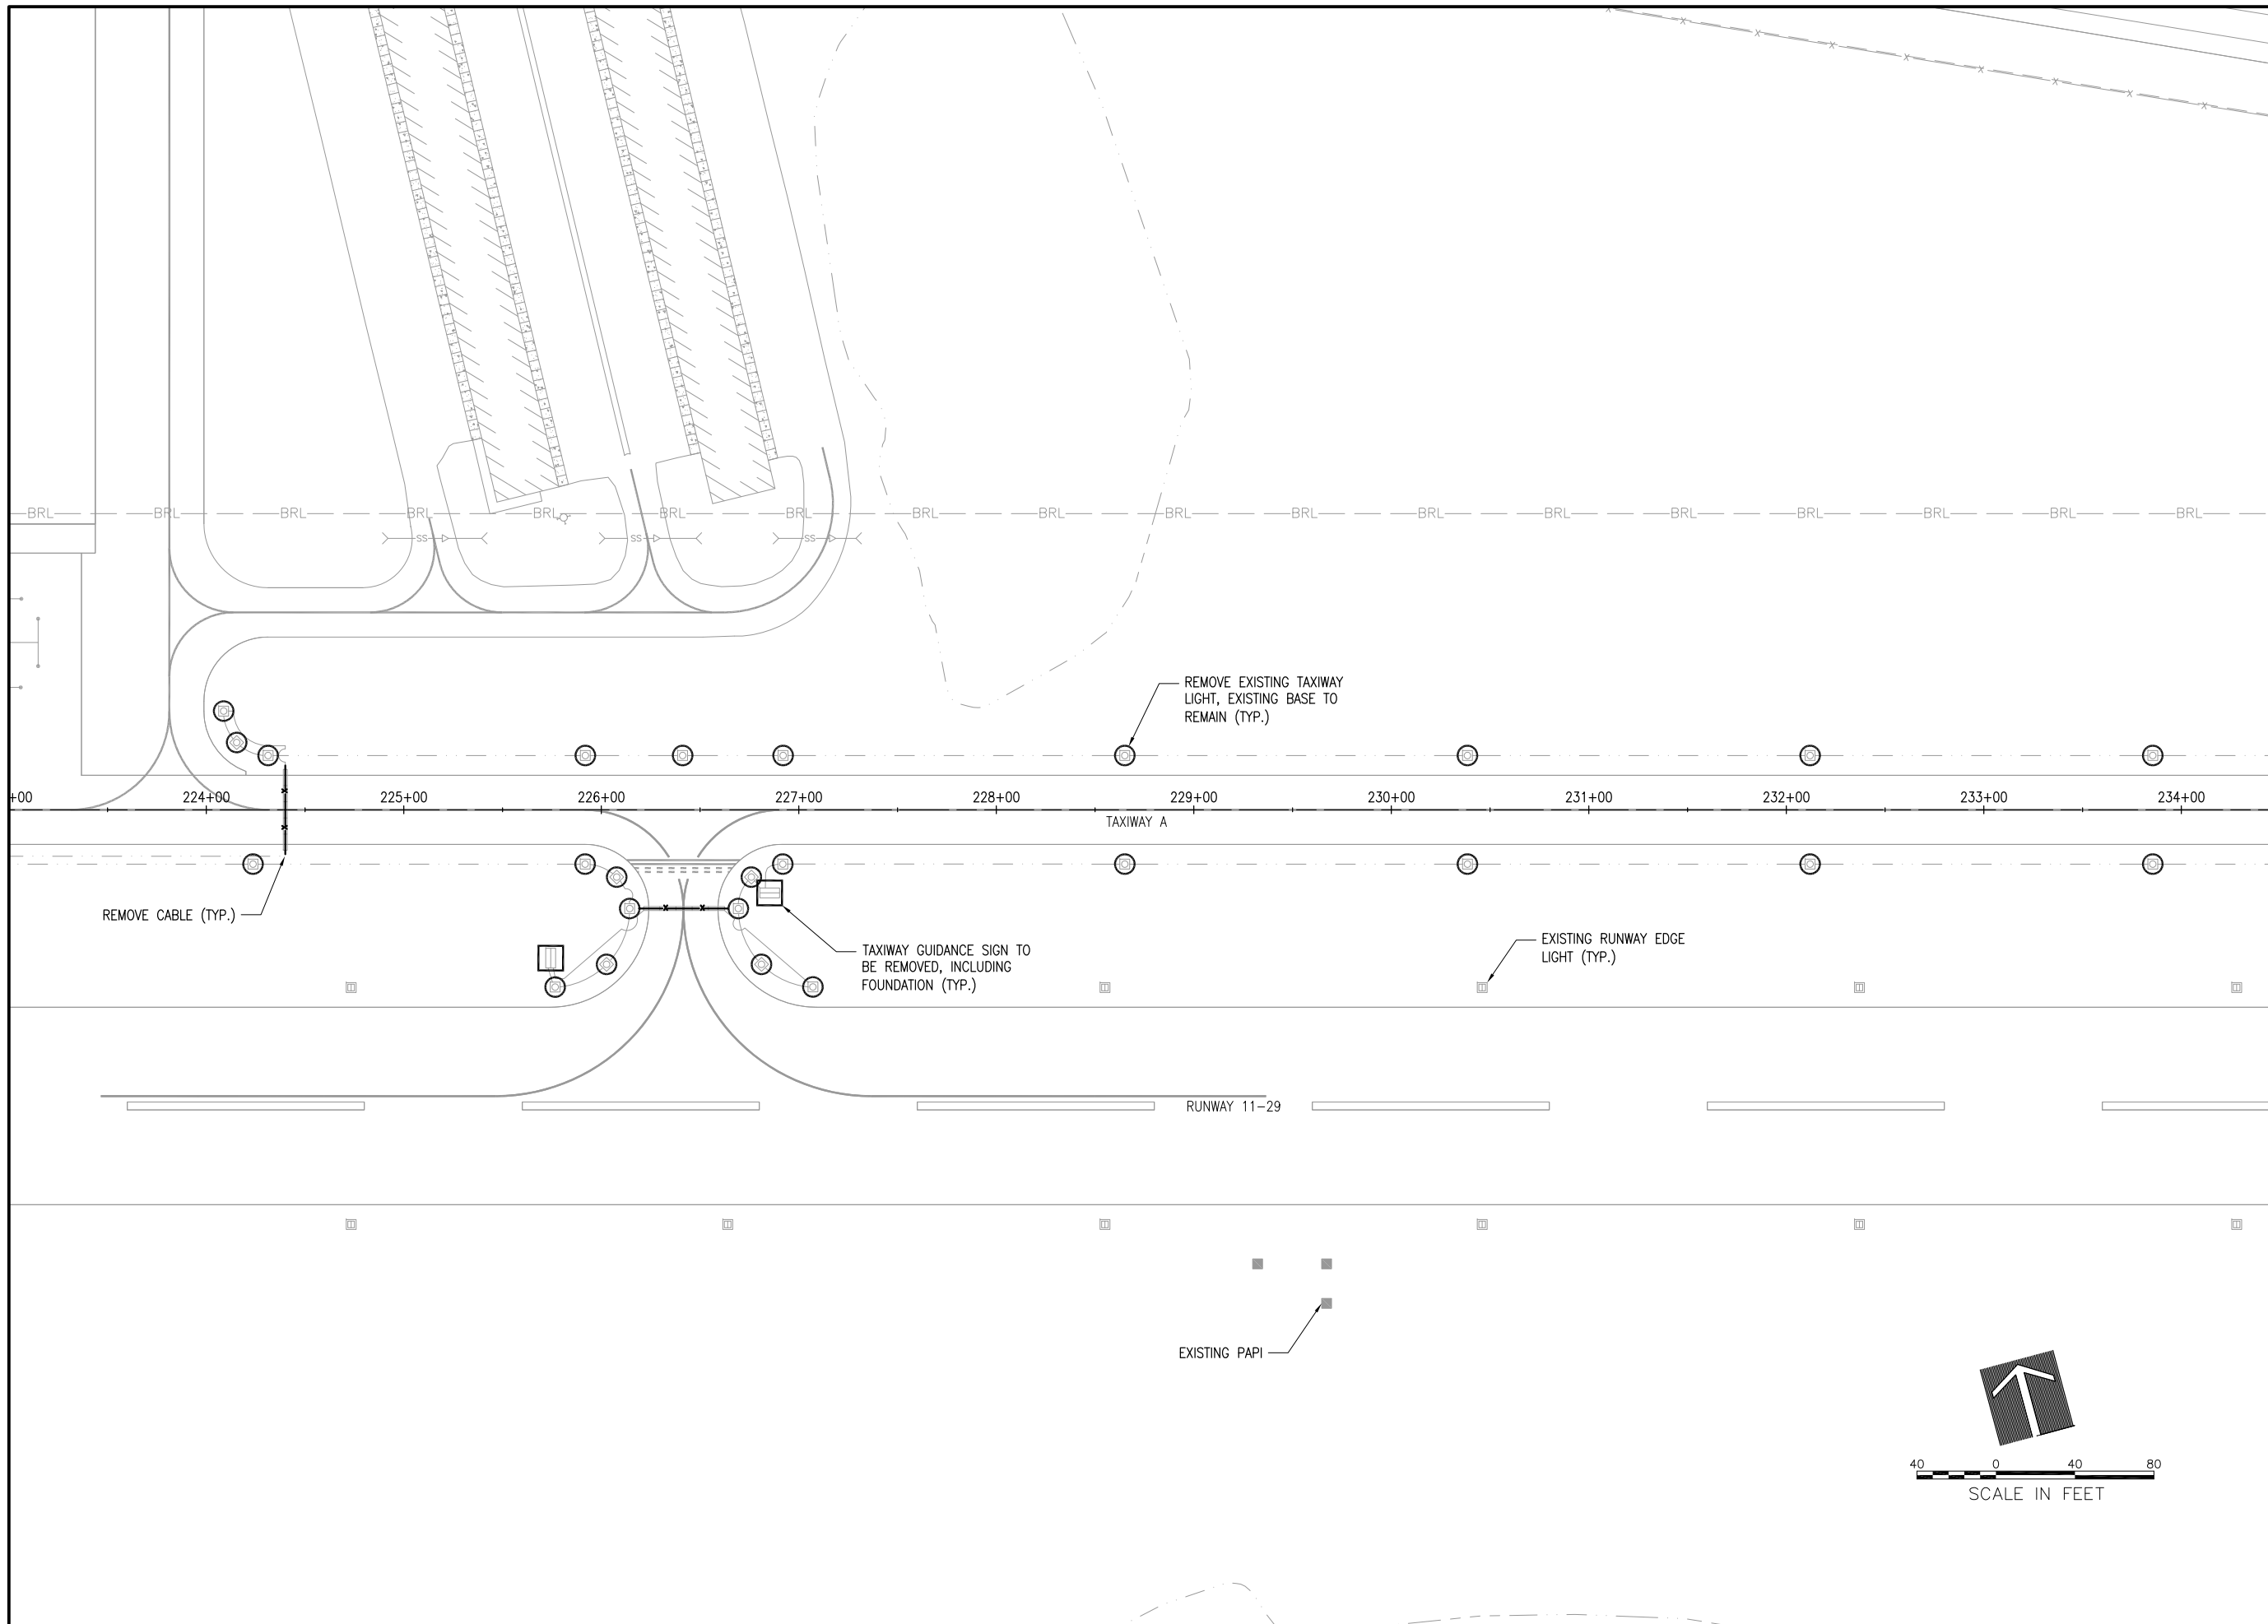 BRL BRL BRL BRL BRL BRL BRL BRL BRL BRL BRL BRL BRL BRL BRL BRL BRL BRL
SS SS SS
REMOVE EXISTING TAXIWAY
LIGHT, EXISTING BASE TO
REMAIN (TYP.)
+00 224+00 225+00 226+00 227+00 228+00 229+00 230+00 231+00 232+00 233+00 234+00
TAXIWAY A
REMOVE CABLE (TYP.)
TAXIWAY GUIDANCE SIGN TO
BE REMOVED, INCLUDING
FOUNDATION (TYP.)
EXISTING RUNWAY EDGE
LIGHT (TYP.)
RUNWAY 11-29
EXISTING PAPI
40 0 40 80
SCALE IN FEET